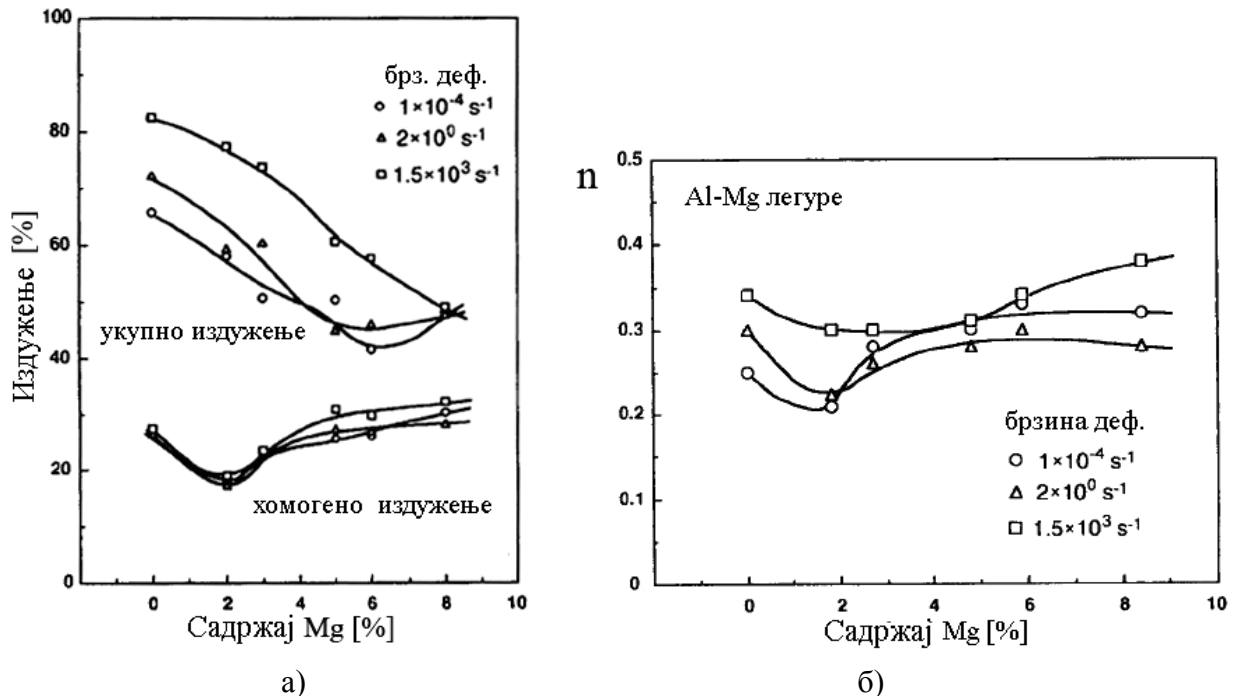 100
80
60
40
20
0
Издужење [%]
брз. деф.
1×10⁻⁴ s⁻¹
2×10⁰ s⁻¹
1.5×10³ s⁻¹
укупно издужење
хомогено издужење
0 2 4 6 8 10
Садржај Mg [%]
а)
n
0.5
0.4
0.3
0.2
0.1
0
Al-Mg легуре
брзина деф.
1×10⁻⁴ s⁻¹
2×10⁰ s⁻¹
1.5×10³ s⁻¹
0 2 4 6 8 10
Садржај Mg [%]
б)